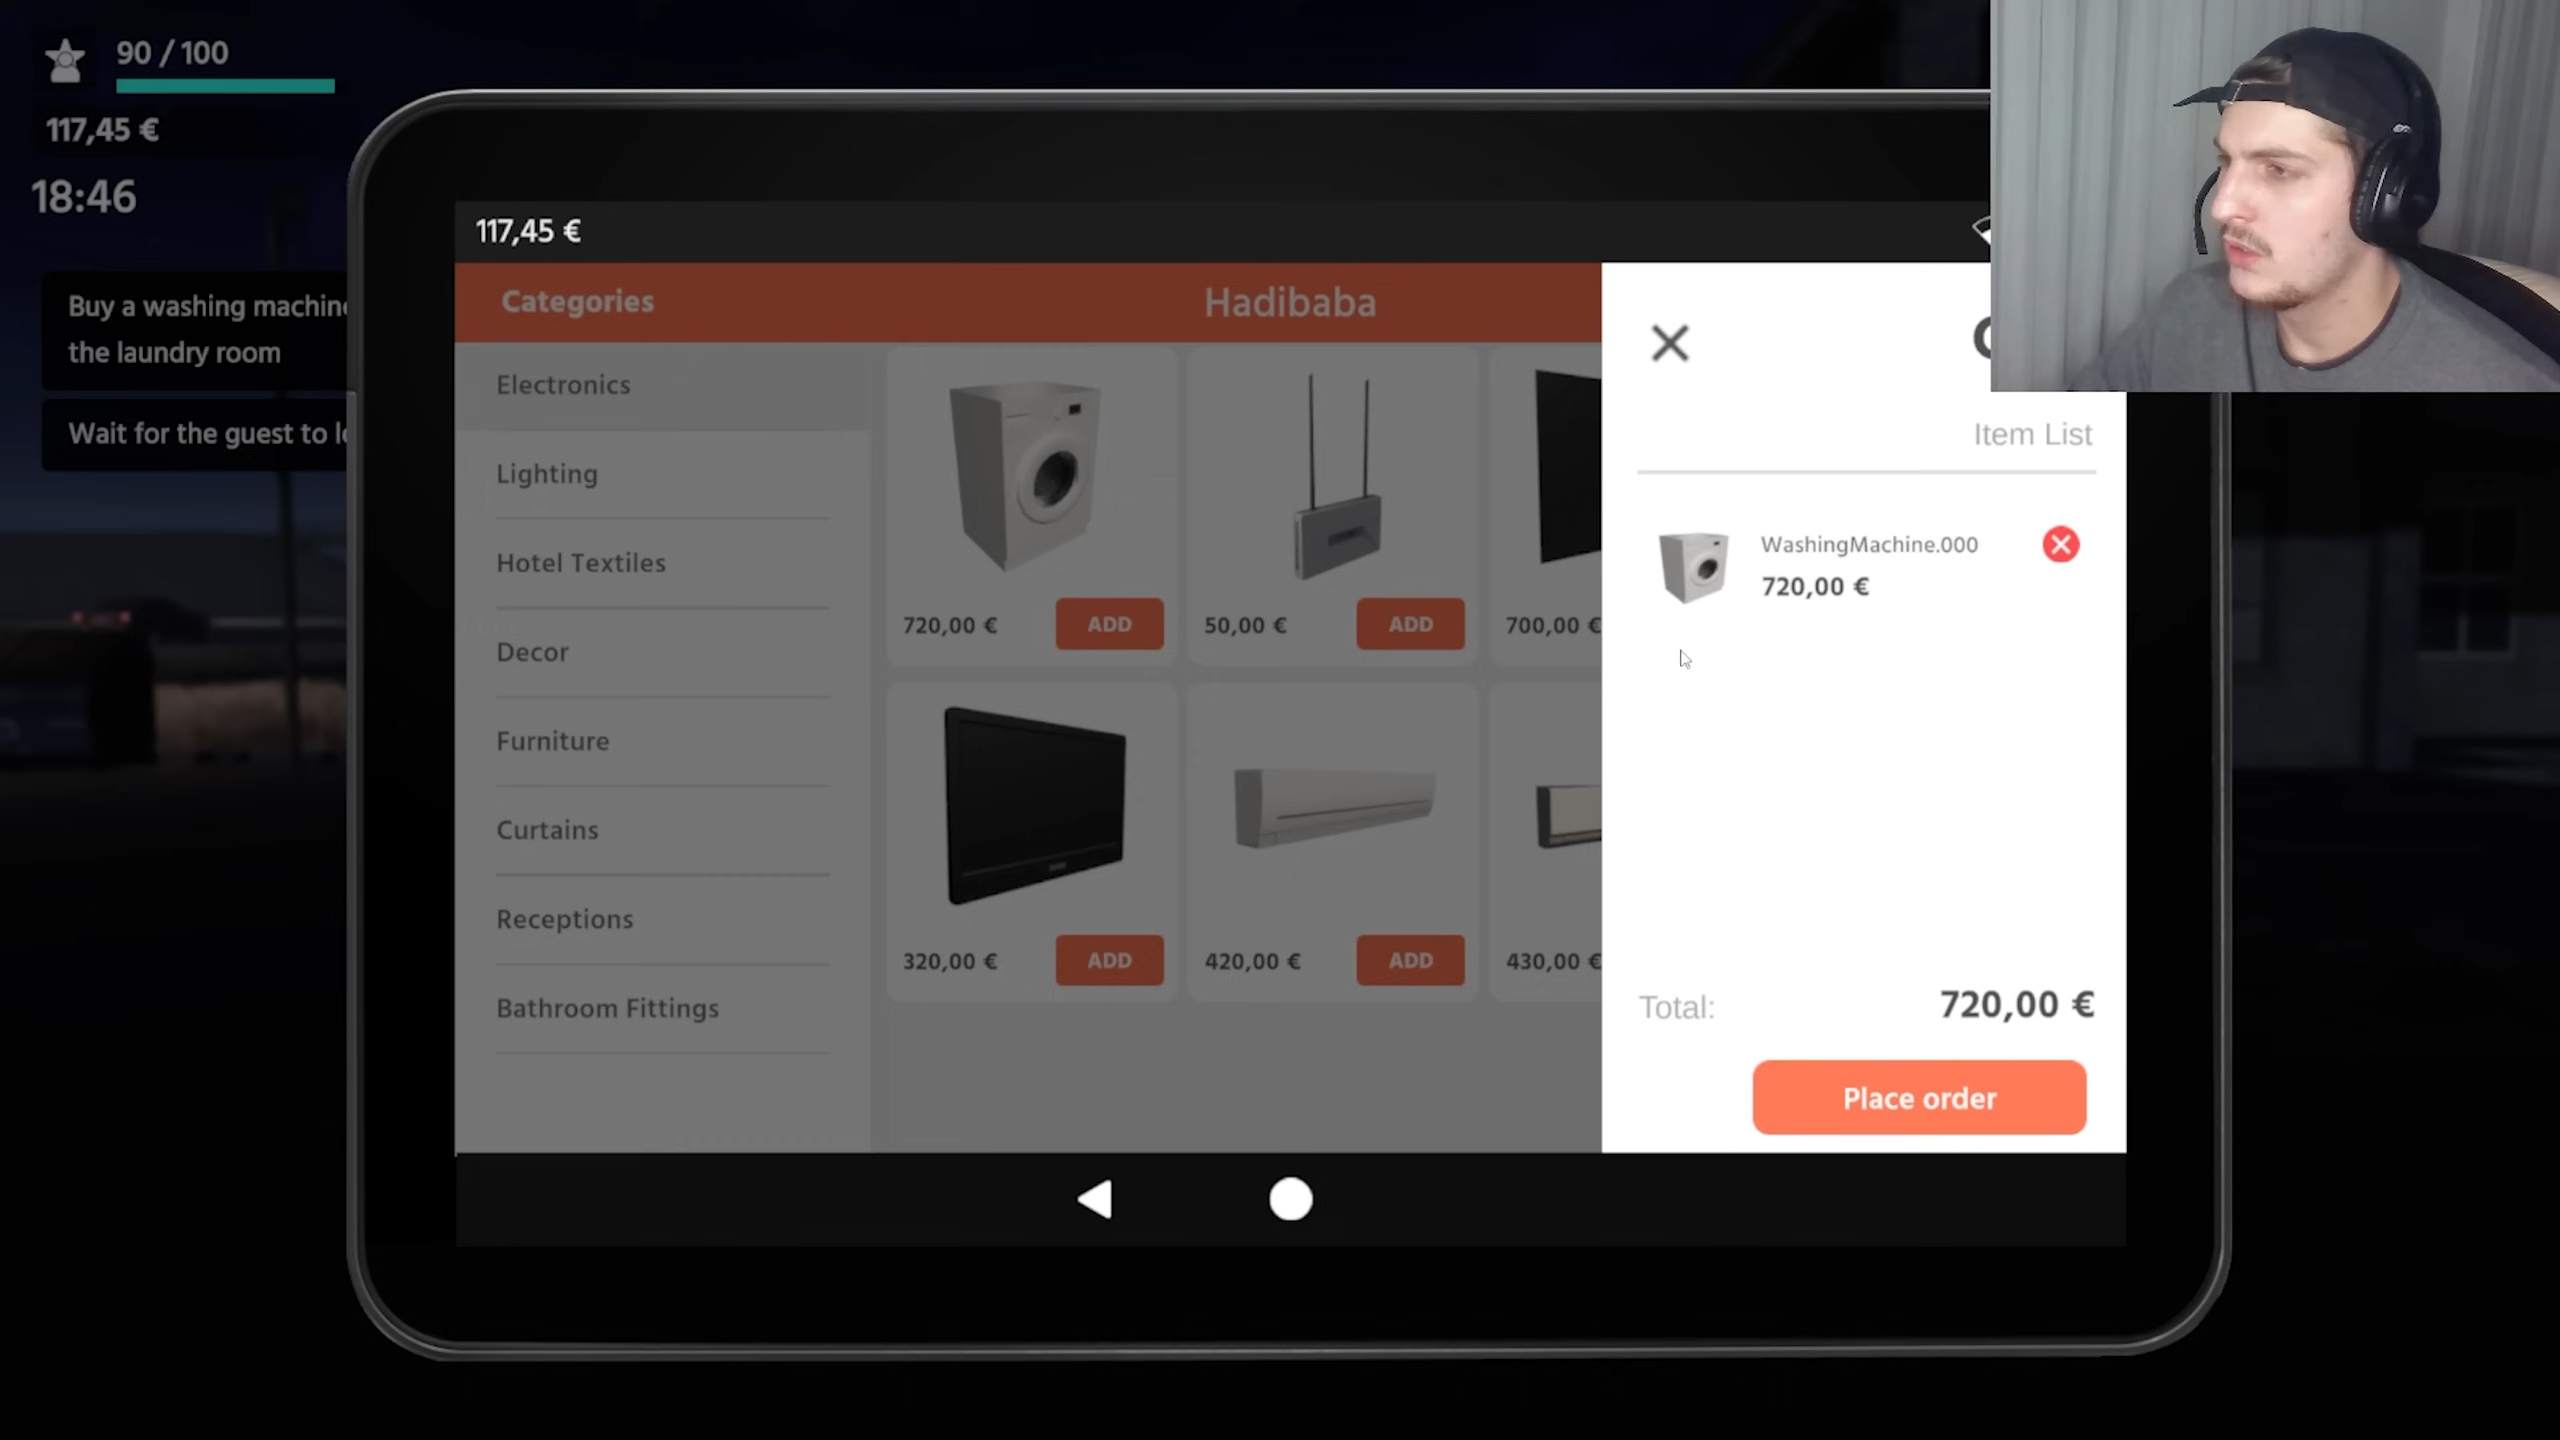 90 / 100
117,45 €
18:46
Buy a washing machine
the laundry room
Wait for the guest to
117,45 €
Categories
Hadibaba
Electronics
Lighting
Hotel Textiles
Decor
Furniture
Curtains
Receptions
Bathroom Fittings
720,00 €
ADD
50,00 €
ADD
700,00 €
320,00 €
ADD
420,00 €
ADD
430,00 €
Item List
WashingMachine.000
720,00 €
Total:
720,00 €
Place order